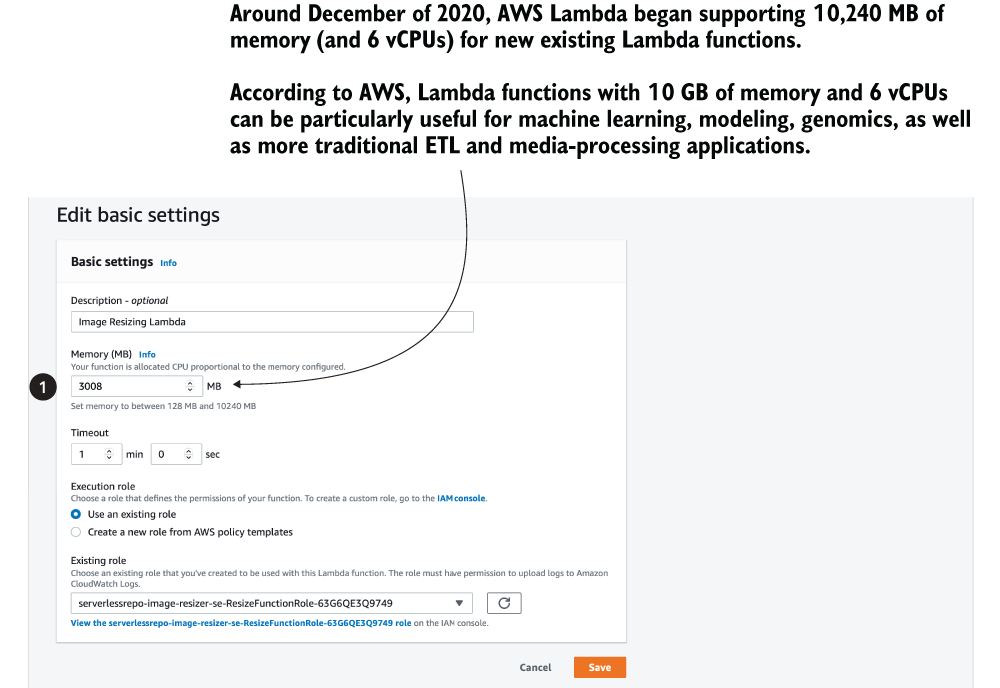 Around December of 2020, AWS Lambda began supporting 10,240 MB of
memory (and 6 vCPUs) for new existing Lambda functions.
According to AWS, Lambda functions with 10 GB of memory and 6 vCPUs
can be particularly useful for machine learning, modeling, genomics, as well
as more traditional ETL and media-processing applications.
Edit basic settings
Basic settings Info
Description - optional
Image Resizing Lambda
Memory (MB) Info
Your function is allocated CPU proportional to the memory configured.
1
3008 MB
Set memory to between 128 MB and 10240 MB
Timeout
1 min 0 sec
Execution role
Choose a role that defines the permissions of your function. To create a custom role, go to the IAM console.
Use an existing role
Create a new role from AWS policy templates
Existing role
Choose an existing role that you've created to be used with this Lambda function. The role must have permission to upload logs to Amazon
CloudWatch Logs.
serverlessrepo-image-resizer-se-ResizeFunctionRole-63G6QE3Q9749
View the serverlessrepo-image-resizer-se-ResizeFunctionRole-63G6QE3Q9749 role on the IAM console.
Cancel Save